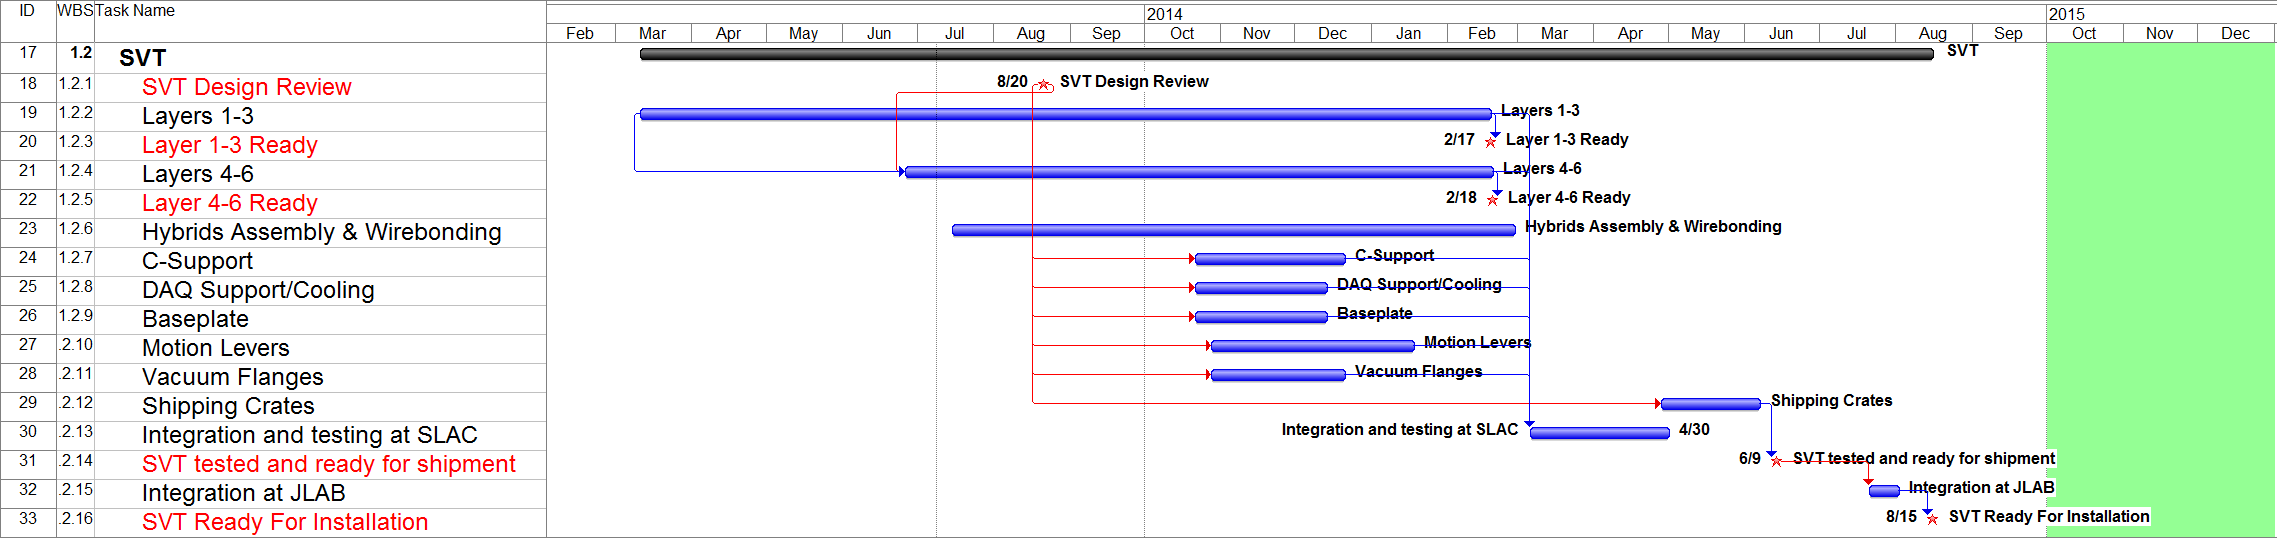 ID WBS Task Name
2014 2015
Feb Mar Apr May Jun Jul Aug Sep Oct Nov Dec Jan Feb Mar Apr May Jun Jul Aug Sep Oct Nov Dec
17 1.2 SVT SVT
18 1.2.1 SVT Design Review 8/20 SVT Design Review
19 1.2.2 Layers 1-3 Layers 1-3
20 1.2.3 Layer 1-3 Ready 2/17 Layer 1-3 Ready
21 1.2.4 Layers 4-6 Layers 4-6
22 1.2.5 Layer 4-6 Ready 2/18 Layer 4-6 Ready
23 1.2.6 Hybrids Assembly & Wirebonding Hybrids Assembly & Wirebonding
24 1.2.7 C-Support C-Support
25 1.2.8 DAQ Support/Cooling DAQ Support/Cooling
26 1.2.9 Baseplate Baseplate
27 .2.10 Motion Levers Motion Levers
28 .2.11 Vacuum Flanges Vacuum Flanges
29 .2.12 Shipping Crates Shipping Crates
30 .2.13 Integration and testing at SLAC Integration and testing at SLAC 4/30
31 .2.14 SVT tested and ready for shipment 6/9 SVT tested and ready for shipment
32 .2.15 Integration at JLAB Integration at JLAB
33 .2.16 SVT Ready For Installation 8/15 SVT Ready For Installation